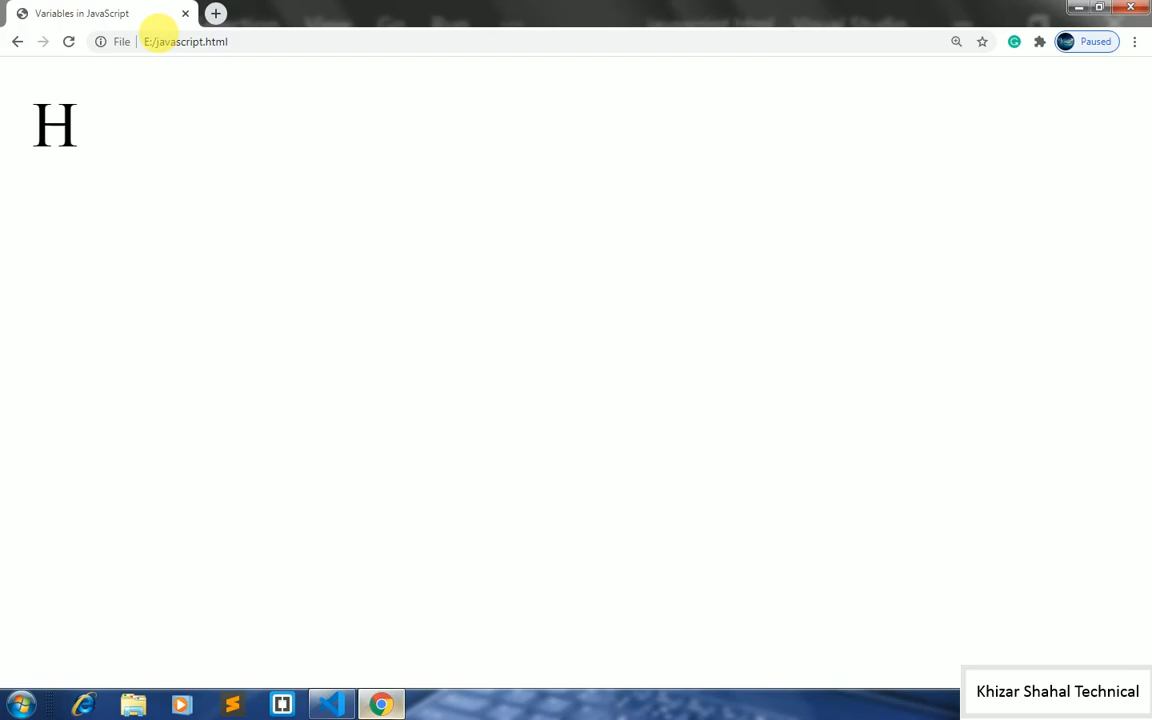 Variables in JavaScript
File E:/javascript.html
Paused
H
Khizar Shahal Technical